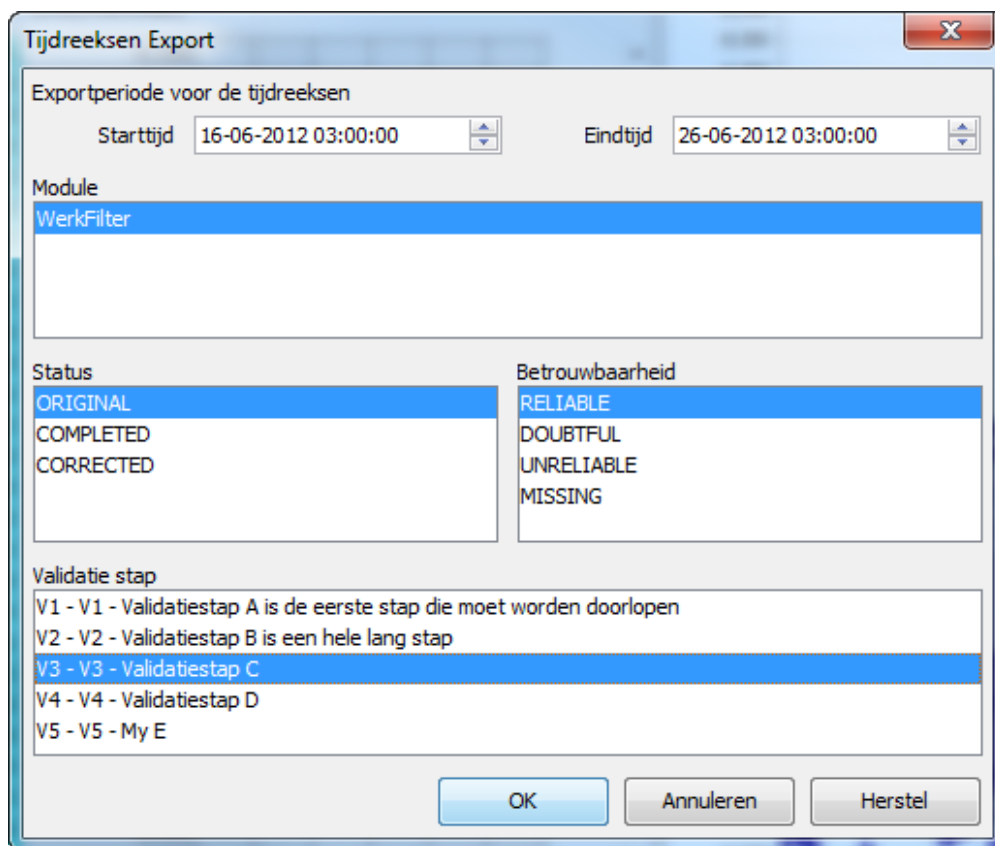 Tijdreeksen Export
Exportperiode voor de tijdreeksen
Starttijd 16-06-2012 03:00:00 Eindtijd 26-06-2012 03:00:00
Module
WerkFilter
Status
ORIGINAL
COMPLETED
CORRECTED
Betrouwbaarheid
RELIABLE
DOUBTFUL
UNRELIABLE
MISSING
Validatie stap
V1 - V1 - Validatiestap A is de eerste stap die moet worden doorlopen
V2 - V2 - Validatiestap B is een hele lang stap
V3 - V3 - Validatiestap C
V4 - V4 - Validatiestap D
V5 - V5 - My E
OK Annuleren Herstel